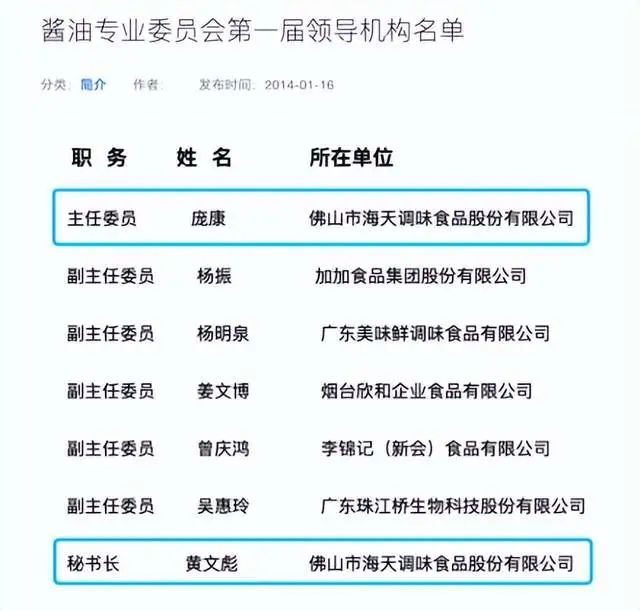 酱油专业委员会第一届领导机构名单
分类： 简介 作者： 发布时间：2014-01-16
职 务 姓 名 所在单位
主任委员 庞康 佛山市海天调味食品股份有限公司
副主任委员 杨振 加加食品集团股份有限公司
副主任委员 杨明泉 广东美味鲜调味食品有限公司
副主任委员 姜文博 烟台欣和企业食品有限公司
副主任委员 曾庆鸿 李锦记（新会）食品有限公司
副主任委员 吴惠玲 广东珠江桥生物科技股份有限公司
秘书长 黄文彪 佛山市海天调味食品股份有限公司